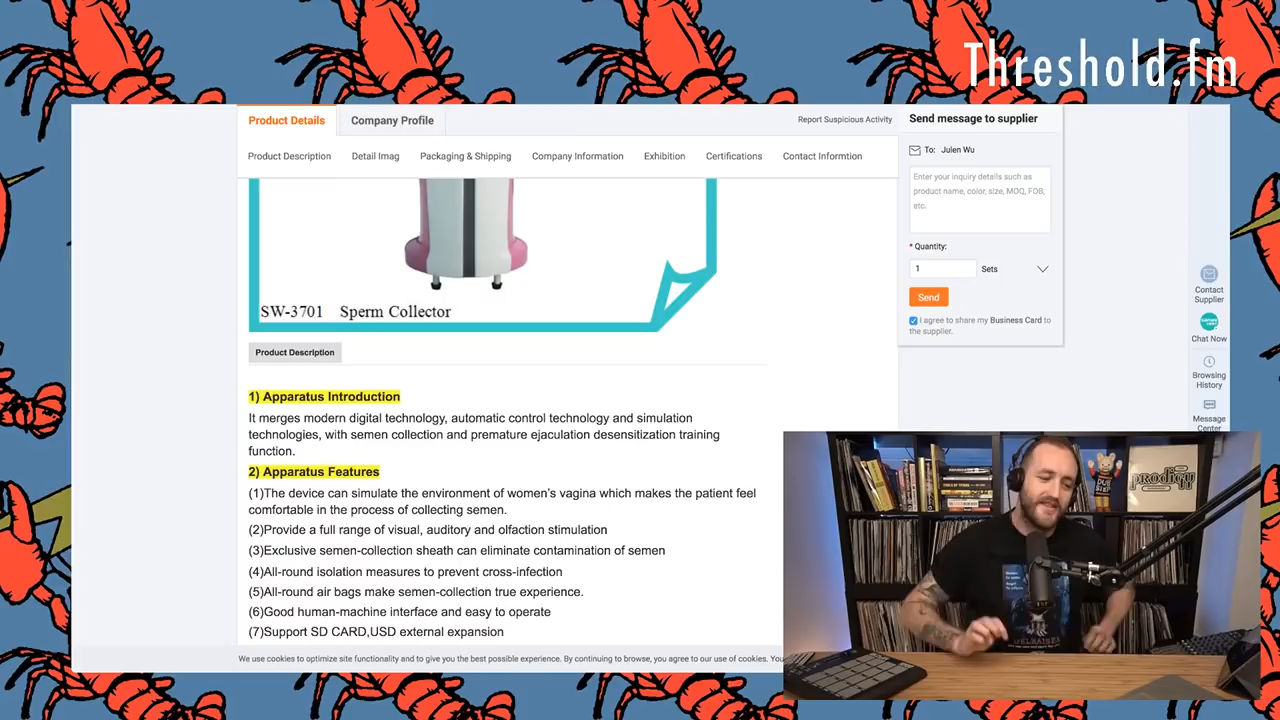 Threshold.fm
Product Details
Company Profile
Report Suspicious Activity
Product Description
Detail Imag
Packaging & Shipping
Company Information
Exhibition
Certifications
Contact Informtion
SW-3701 Sperm Collector
Product Description
1) Apparatus Introduction
It merges modern digital technology, automatic control technology and simulation
technologies, with semen collection and premature ejaculation desensitization training
function.
2) Apparatus Features
(1)The device can simulate the environment of women's vagina which makes the patient feel
comfortable in the process of collecting semen.
(2)Provide a full range of visual, auditory and olfaction stimulation
(3)Exclusive semen-collection sheath can eliminate contamination of semen
(4)All-round isolation measures to prevent cross-infection
(5)All-round air bags make semen-collection true experience.
(6)Good human-machine interface and easy to operate
(7)Support SD CARD,USD external expansion
We use cookies to optimize site functionality and to give you the best possible experience. By continuing to browse, you agree to our use of cookies. You
Send message to supplier
To: Julen Wu
Enter your inquiry details such as
product name, color, size, MOQ, FOB,
etc.
* Quantity:
1
Sets
Send
I agree to share my Business Card to
the supplier.
Contact
Supplier
Chat Now
Browsing
History
Message
Center
DUB
STEP
prodigy